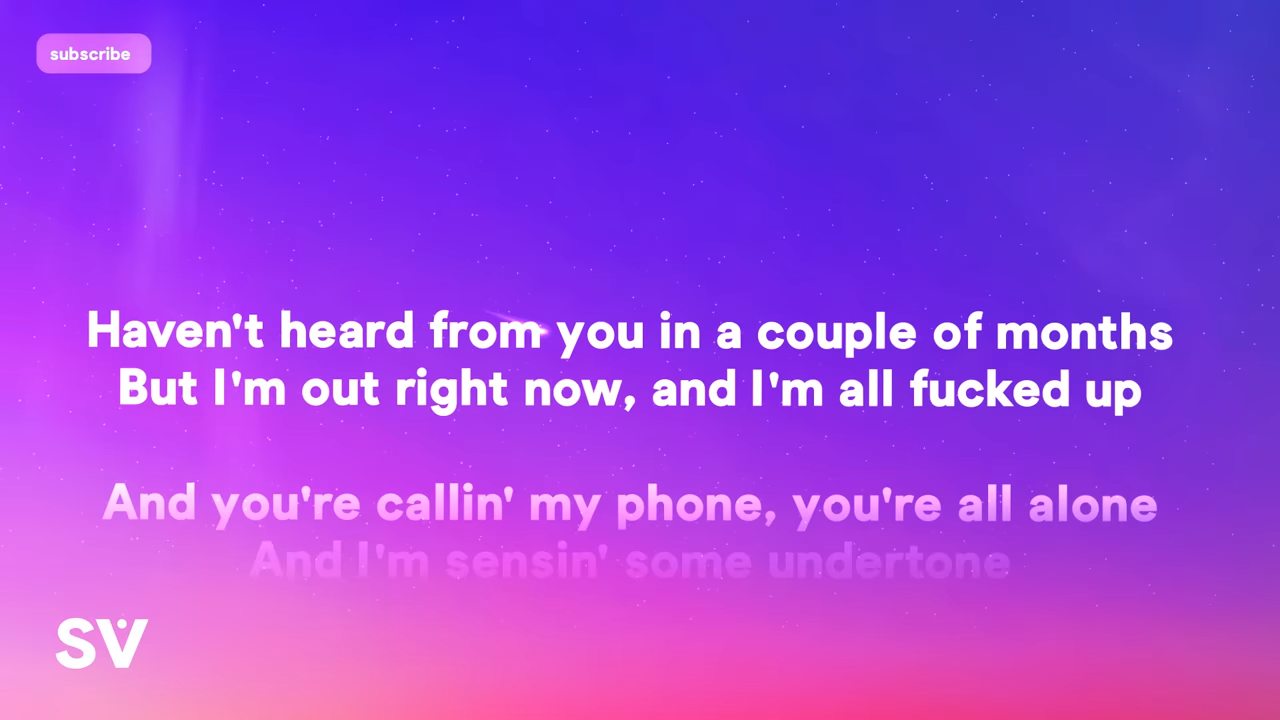 subscribe
Haven't heard from you in a couple of months
But I'm out right now, and I'm all fucked up
And you're callin' my phone, you're all alone
And I'm sensin' some undertone
SV